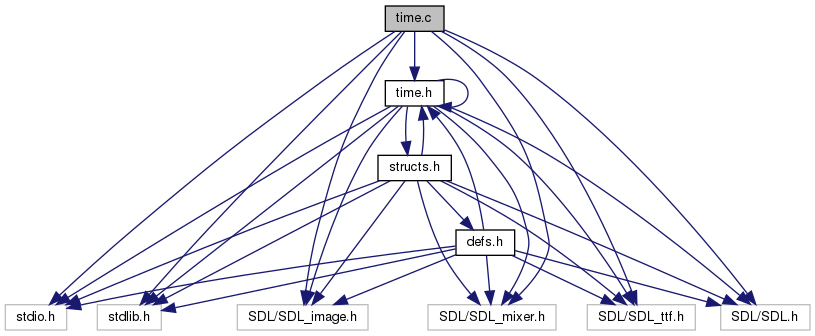 time.c
time.h
structs.h
defs.h
stdio.h
stdlib.h
SDL/SDL_image.h
SDL/SDL_mixer.h
SDL/SDL_ttf.h
SDL/SDL.h